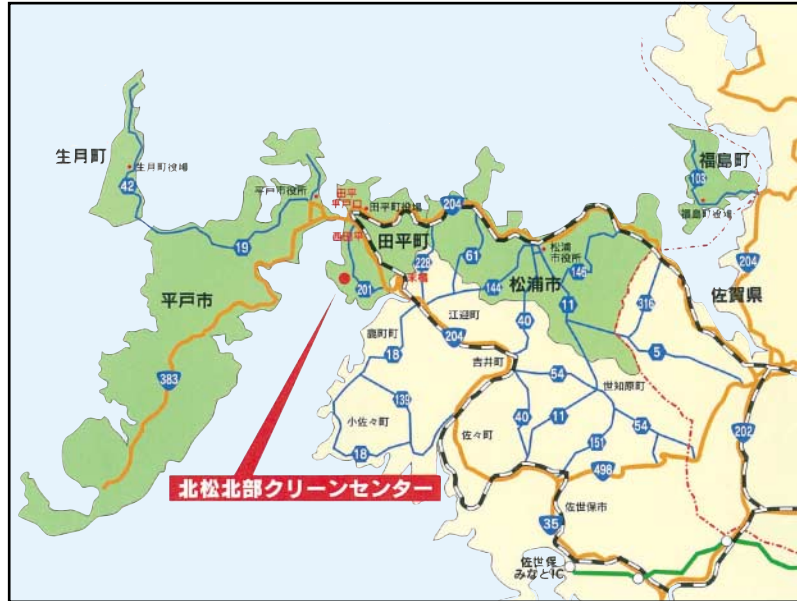 生月町
生月町役場
42
19
平戸市役所
平戸市
383
田平
平戸口
田平町役場
西田平
田平町
204
228
61
201
末橘
144
松浦
市役所
松浦市
146
11
40
316
5
福島町
103
福島町役場
204
佐賀県
鹿町町
18
江迎町
204
吉井町
54
世知原町
139
小佐々町
18
佐々町
40
11
54
151
498
202
佐世保市
35
佐世保
みなとIC
北松北部クリーンセンター